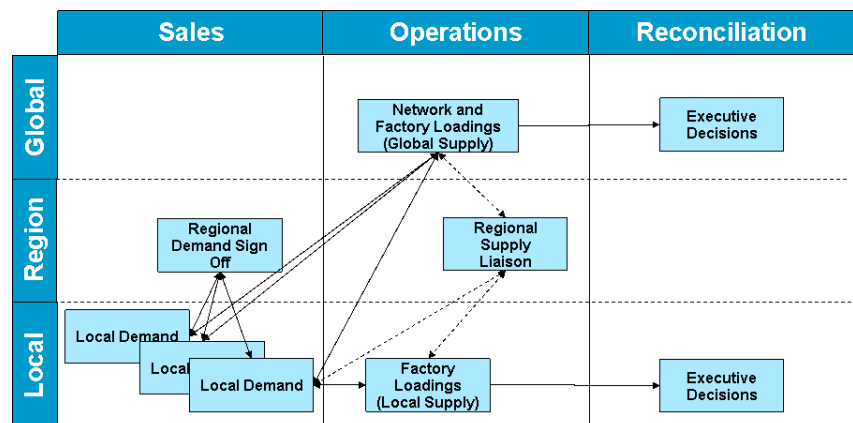 Sales
Operations
Reconciliation
Global
Network and
Factory Loadings
(Global Supply)
Executive
Decisions
Region
Regional
Demand Sign
Off
Regional
Supply
Liaison
Local
Local Demand
Local
Local Demand
Factory
Loadings
(Local Supply)
Executive
Decisions